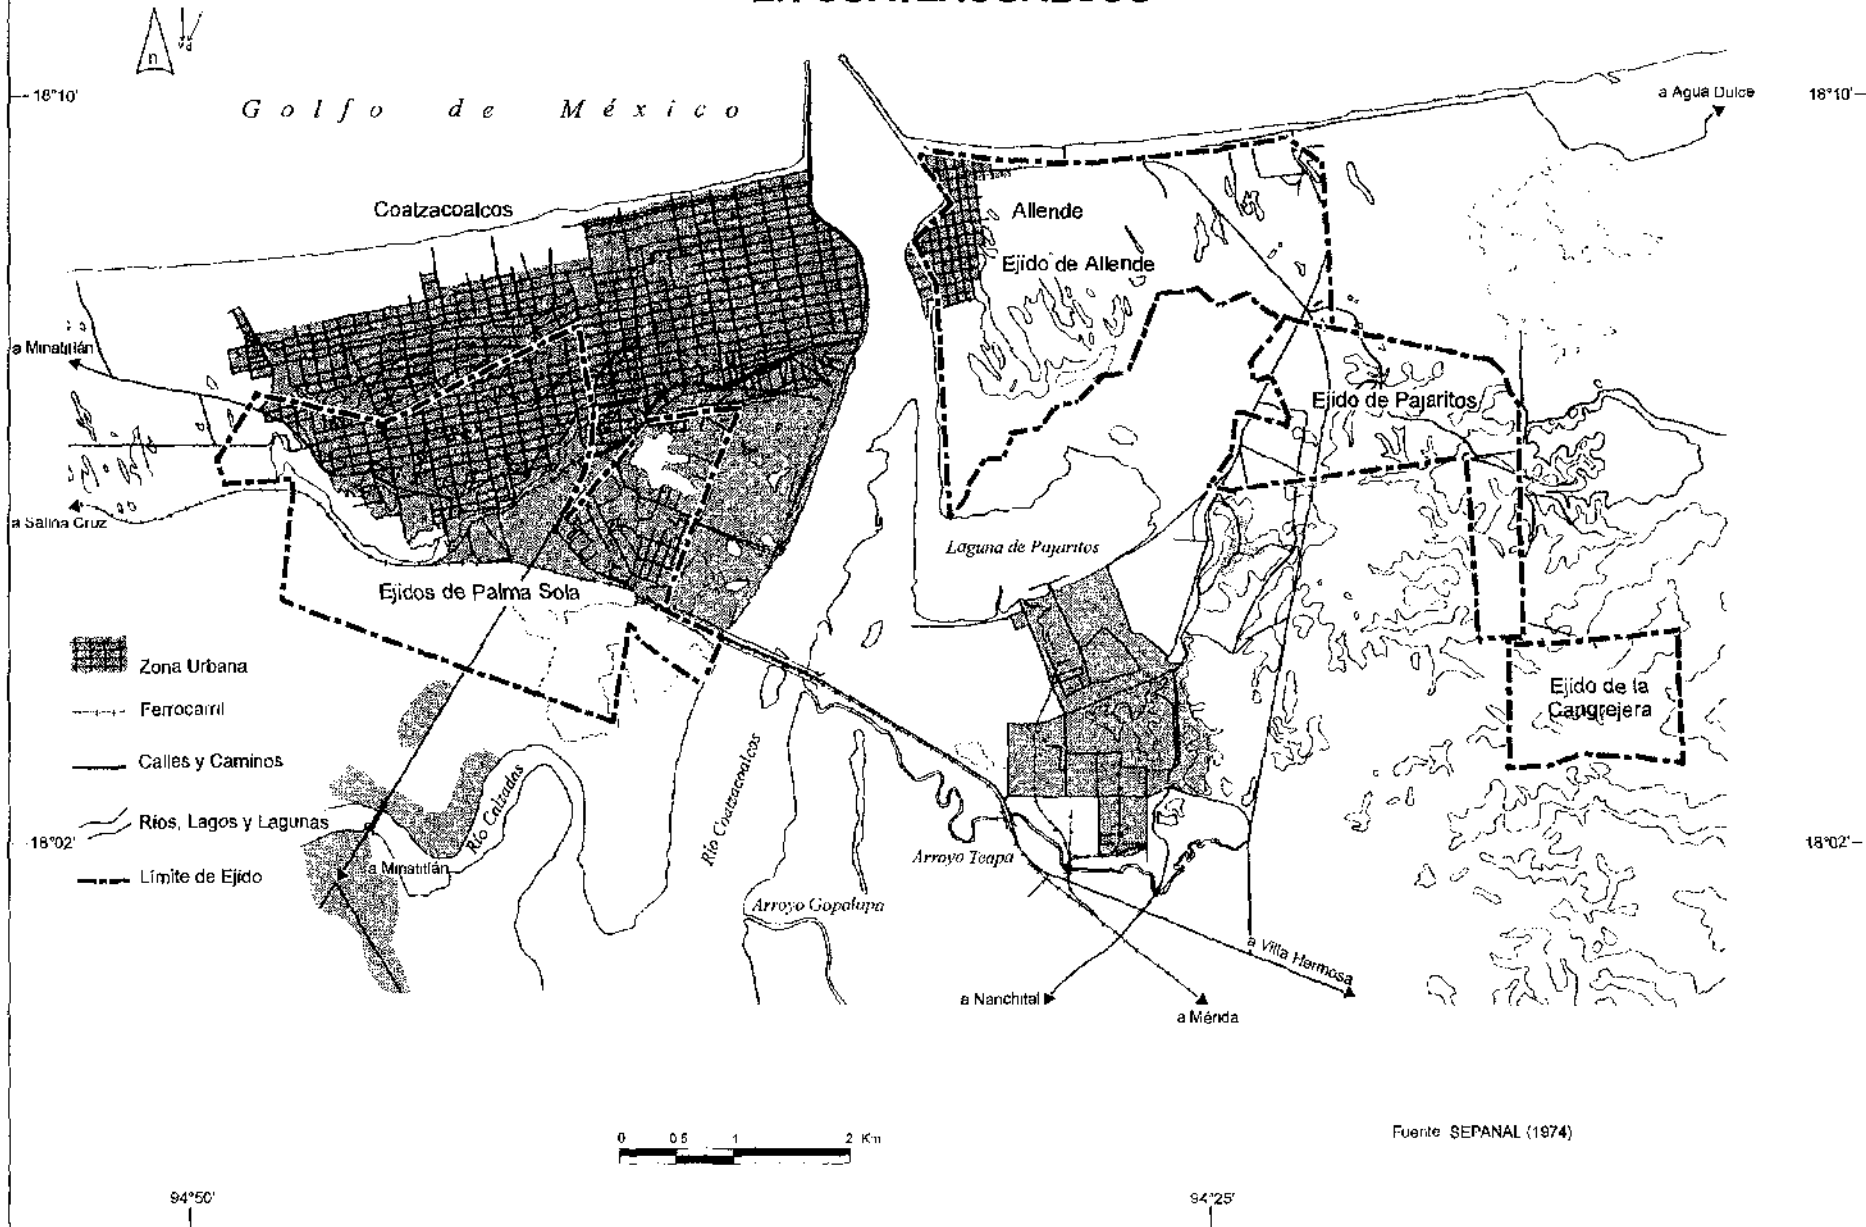 18°10'
18°10'
a Agua Dulce
Golfo de México
Coatzacoalcos
Allende
Ejído de Allende
a Minatitlán
Ejido de Pajaritos
a Salina Cruz
Laguna de Pajaritos
Ejidos de Palma Sola
Zona Urbana
Ferrocarril
Calles y Caminos
Ríos, Lagos y Lagunas
Límite de Ejido
Ejido de la
Cangrejera
Río Calzadas
Río Coatzacoalcos
18°02'
18°02'
a Minatitlán
Arroyo Teapa
Arroyo Gopalupa
a Villa Hermosa
a Nanchital
a Mérida
0 0.5 1 2 Km
Fuente SEPANAL (1974)
94°50'
94°25'